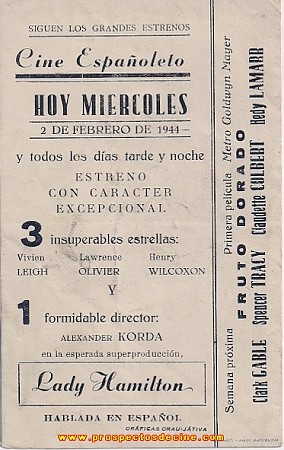 SIGUEN LOS GRANDES ESTRENOS
Cine Españoleto
HOY MIERCOLES
2 DE FEBRERO DE 1944—
y todos los días tarde y noche
ESTRENO
CON CARACTER
EXCEPCIONAL
3 insuperables estrellas:
Vivien Lawrence Henry
LEIGH OLIVIER WILCOXON
Y
1 formidable director:
ALEXANDER KORDA
en la esperada superproducción,
Lady Hamilton
HABLADA EN ESPAÑOL
GRÁFICAS GRAU-JÁTIVA
Semana próxima Primera película Metro Goldwyn Mayer
FRUTO DORADO
Clark GABLE Spencer TRACY Claudette COLBERT Hedy LAMARR
www.prospectosdecine.com